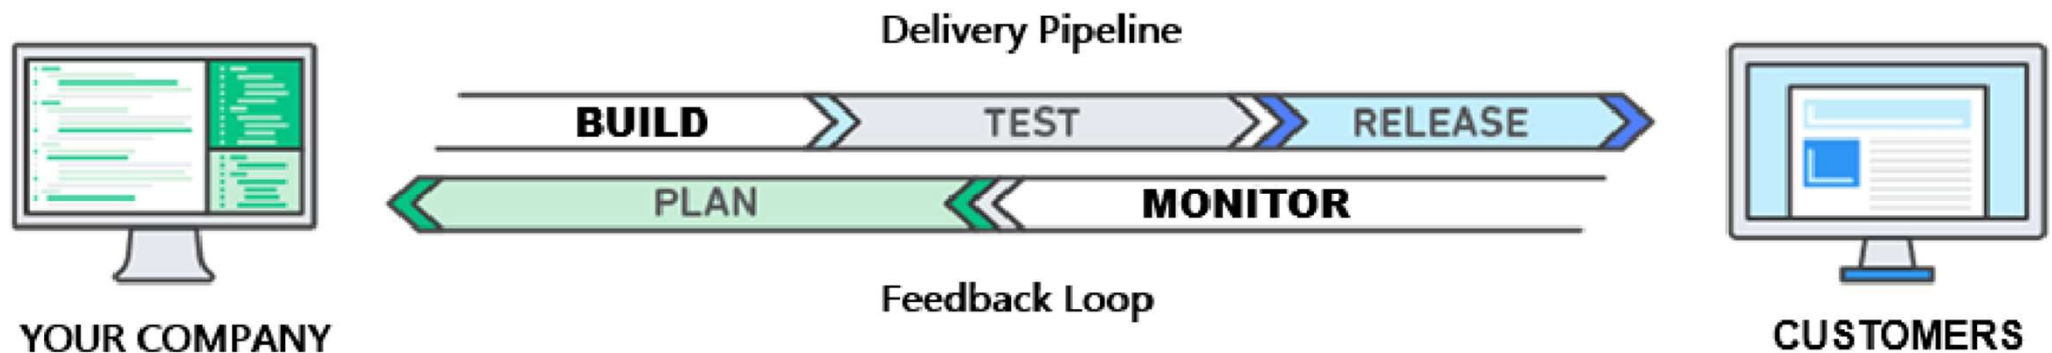 Delivery Pipeline
BUILD TEST RELEASE
PLAN MONITOR
Feedback Loop
YOUR COMPANY
CUSTOMERS